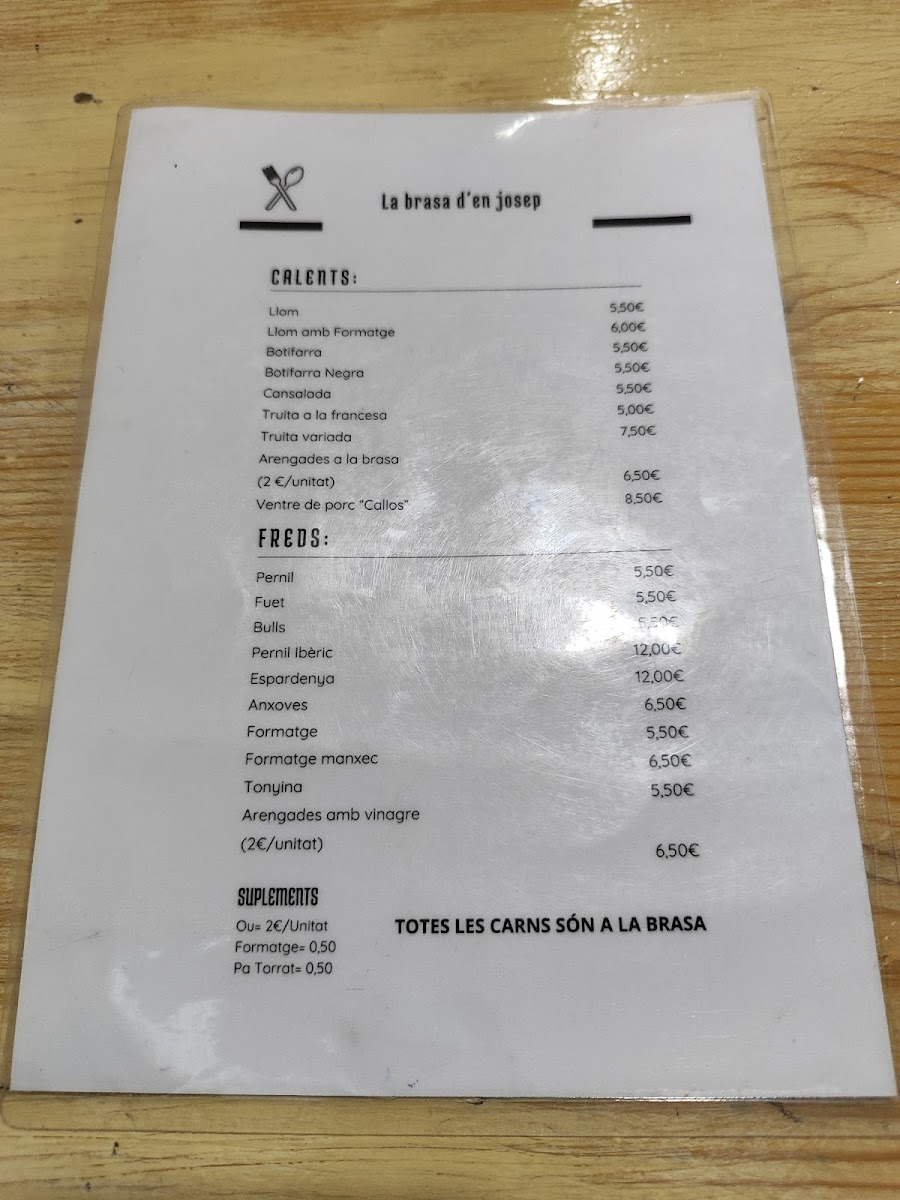 La brasa d'en josep
CALENTS:
Llom 5,50€
Llom amb Formatge 6,00€
Botifarra 5,50€
Botifarra Negra 5,50€
Cansalada 5,50€
Truita a la francesa 5,00€
Truita variada 7,50€
Arengades a la brasa
(2 €/unitat) 6,50€
Ventre de porc "Callos" 8,50€
FREDS:
Pernil 5,50€
Fuet 5,50€
Bulls 5,50€
Pernil Ibèric 12,00€
Espardenya 12,00€
Anxoves 6,50€
Formatge 5,50€
Formatge manxec 6,50€
Tonyina 5,50€
Arengades amb vinagre
(2€/unitat) 6,50€
SUPLEMENTS
Ou= 2€/Unitat
Formatge= 0,50
Pa Torrat= 0,50
TOTES LES CARNS SÓN A LA BRASA